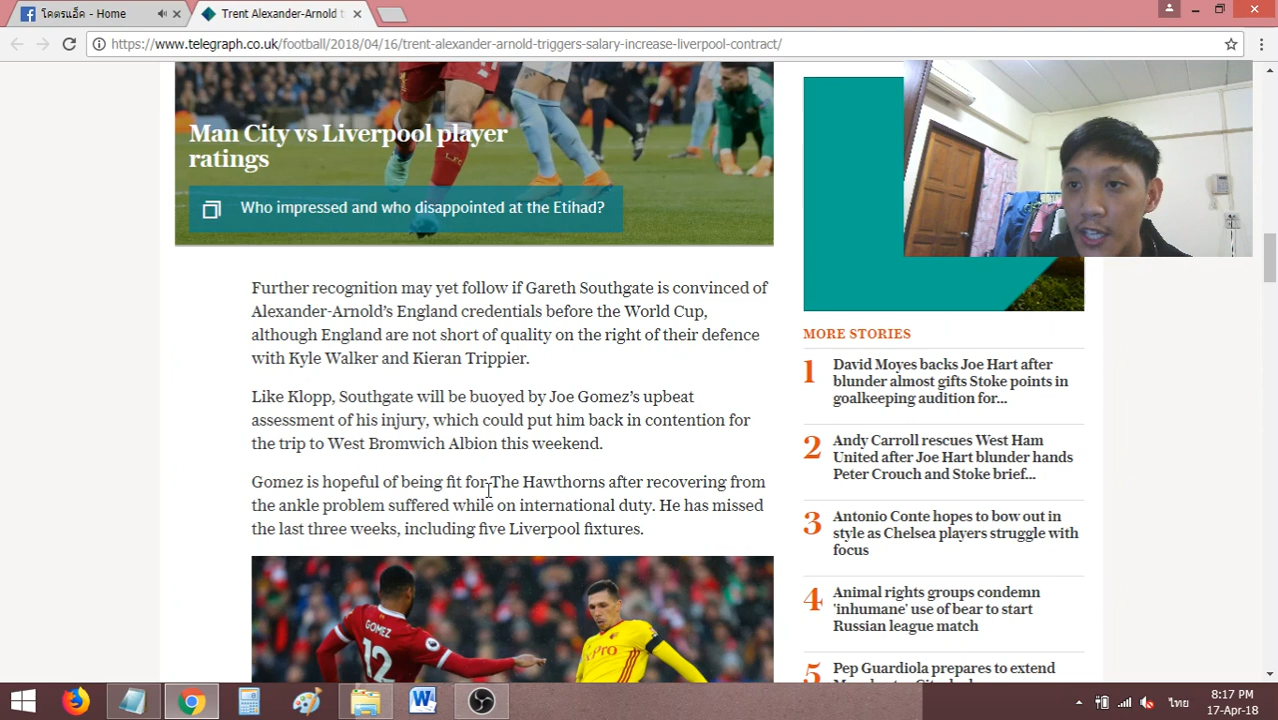 โคตรแอ็ค - Home
Trent Alexander-Arnold t
https://www.telegraph.co.uk/football/2018/04/16/trent-alexander-arnold-triggers-salary-increase-liverpool-contract/
Man City vs Liverpool player
ratings
Who impressed and who disappointed at the Etihad?
Further recognition may yet follow if Gareth Southgate is convinced of
Alexander-Arnold's England credentials before the World Cup,
although England are not short of quality on the right of their defence
with Kyle Walker and Kieran Trippier.
Like Klopp, Southgate will be buoyed by Joe Gomez's upbeat
assessment of his injury, which could put him back in contention for
the trip to West Bromwich Albion this weekend.
Gomez is hopeful of being fit for The Hawthorns after recovering from
the ankle problem suffered while on international duty. He has missed
the last three weeks, including five Liverpool fixtures.
GOMEZ
12
MORE STORIES
1 David Moyes backs Joe Hart after
blunder almost gifts Stoke points in
goalkeeping audition for...
2 Andy Carroll rescues West Ham
United after Joe Hart blunder hands
Peter Crouch and Stoke brief...
3 Antonio Conte hopes to bow out in
style as Chelsea players struggle with
focus
4 Animal rights groups condemn
'inhumane' use of bear to start
Russian league match
5 Pep Guardiola prepares to extend
ไทย
8:17 PM
17-Apr-18